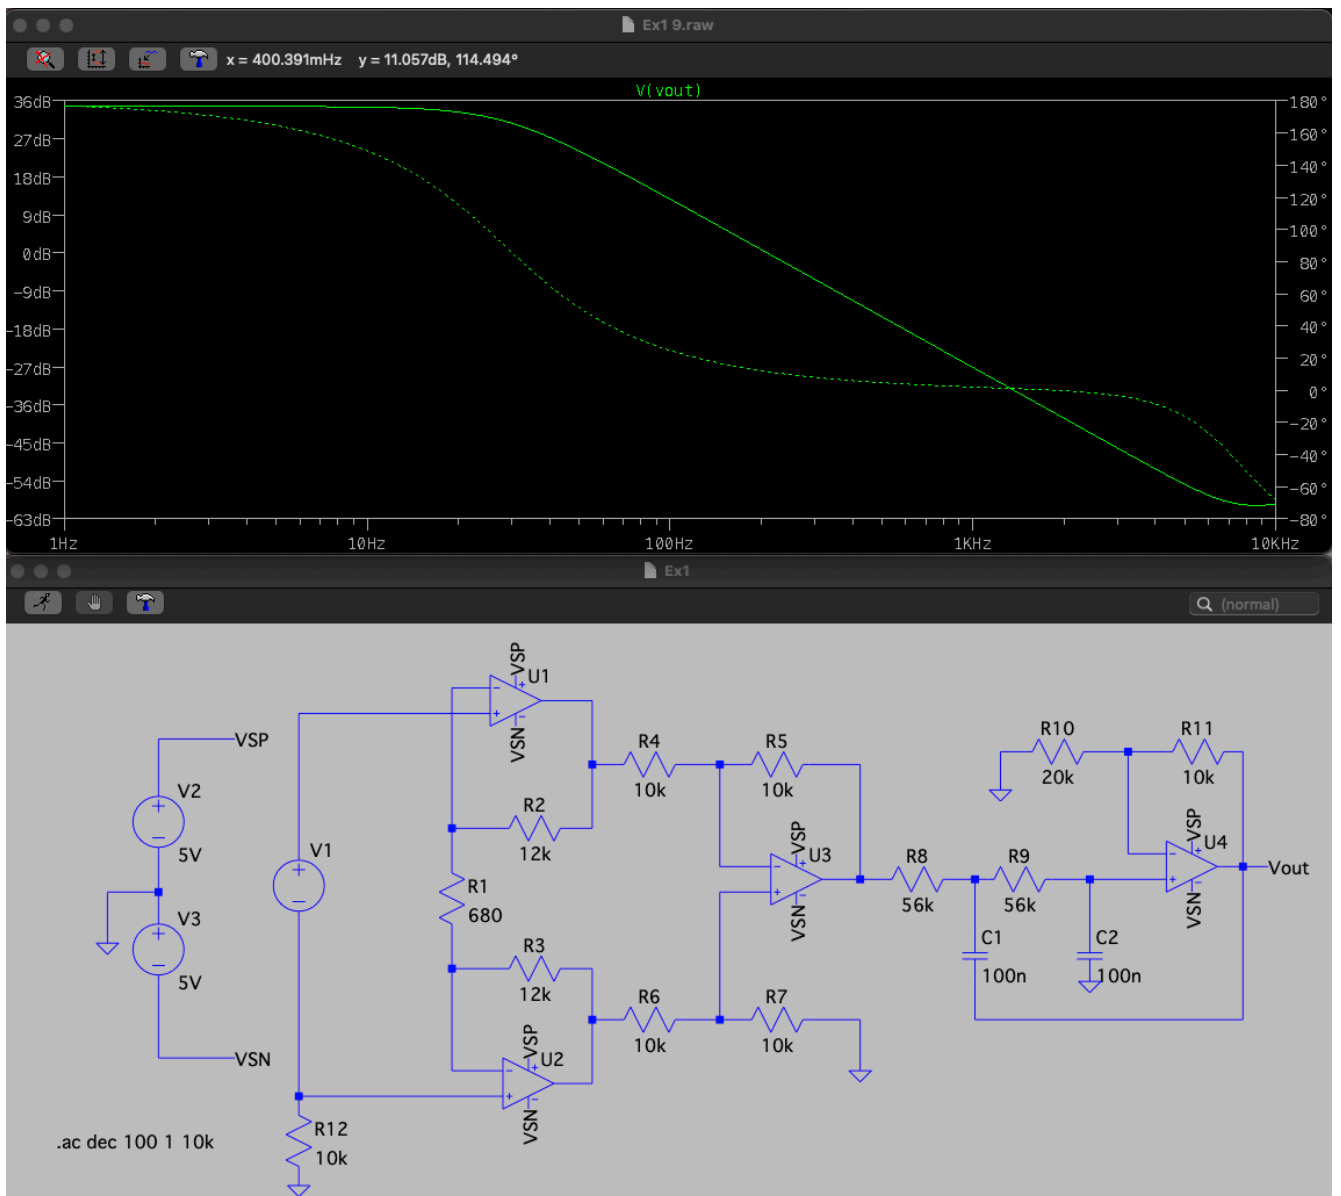 Ex1 9.raw
x = 400.391mHz y = 11.057dB, 114.494°
V(vout)
36dB 180°
27dB 160°
18dB 140°
9dB 120°
0dB 100°
-9dB 80°
-18dB 60°
-27dB 40°
-36dB 20°
-45dB 0°
-54dB -20°
-63dB -40°
-60°
-80°
1Hz 10Hz 100Hz 1KHz 10KHz
Ex1
(normal)
VSP
U1
VSN
VSP
V2
5V
V3
5V
VSN
V1
R2
12k
R1
680
R3
12k
VSP
U2
VSN
R12
10k
.ac dec 100 1 10k
R4
10k
R5
10k
VSP
U3
VSN
R6
10k
R7
10k
R8
56k
R9
56k
C1
100n
C2
100n
R10
20k
R11
10k
VSP
U4
VSN
Vout